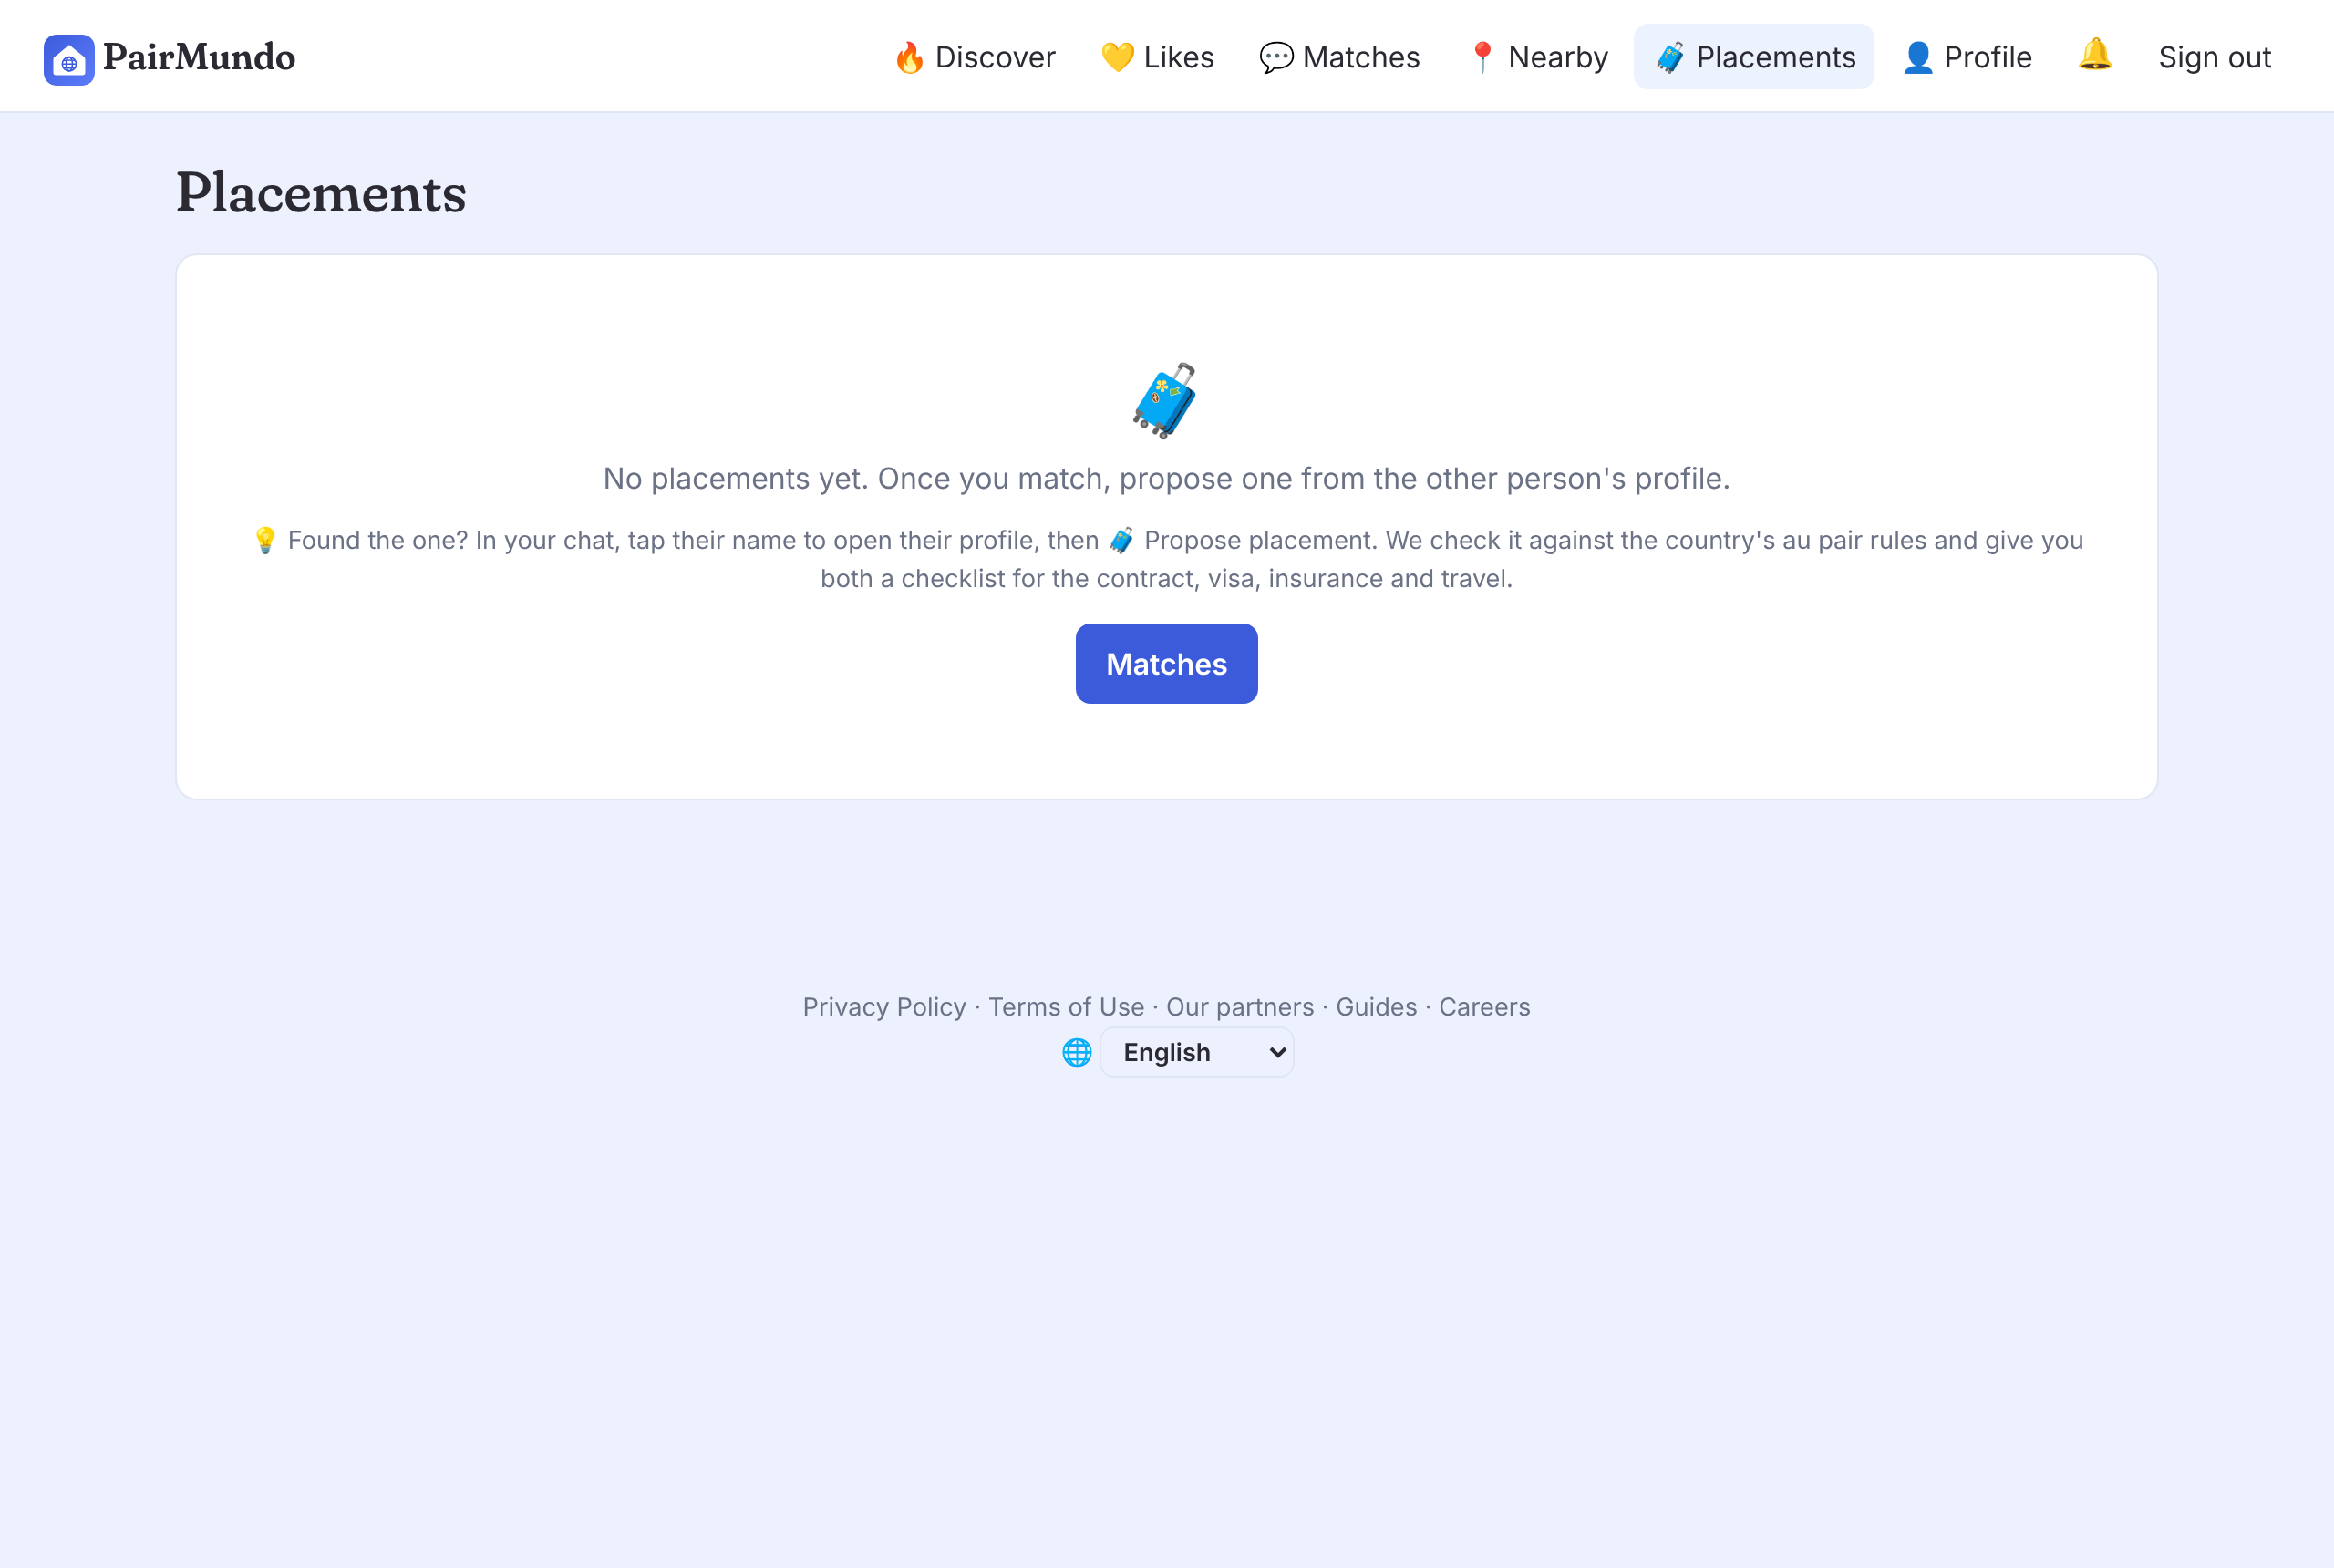 PairMundo
🔥 Discover
💛 Likes
💬 Matches
📍 Nearby
🧳 Placements
👤 Profile
🔔
Sign out
Placements
No placements yet. Once you match, propose one from the other person's profile.
💡 Found the one? In your chat, tap their name to open their profile, then 🧳 Propose placement. We check it against the country's au pair rules and give you
both a checklist for the contract, visa, insurance and travel.
Matches
Privacy Policy · Terms of Use · Our partners · Guides · Careers
🌐 English